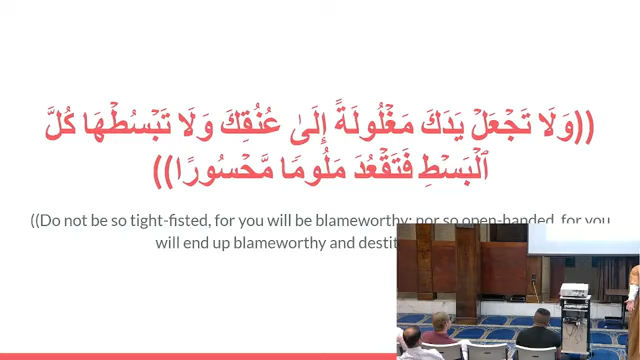 ((وَلَا تَجۡعَلۡ يَدَكَ مَغۡلُولَةً إِلَىٰ عُنُقِكَ وَلَا تَبۡسُطۡهَا كُلَّ
ٱلۡبَسۡطِ فَتَقۡعُدَ مَلُومٗا مَّحۡسُورًا))
((Do not be so tight-fisted, for you will be blameworthy; nor so open-handed, for you
will end up blameworthy and